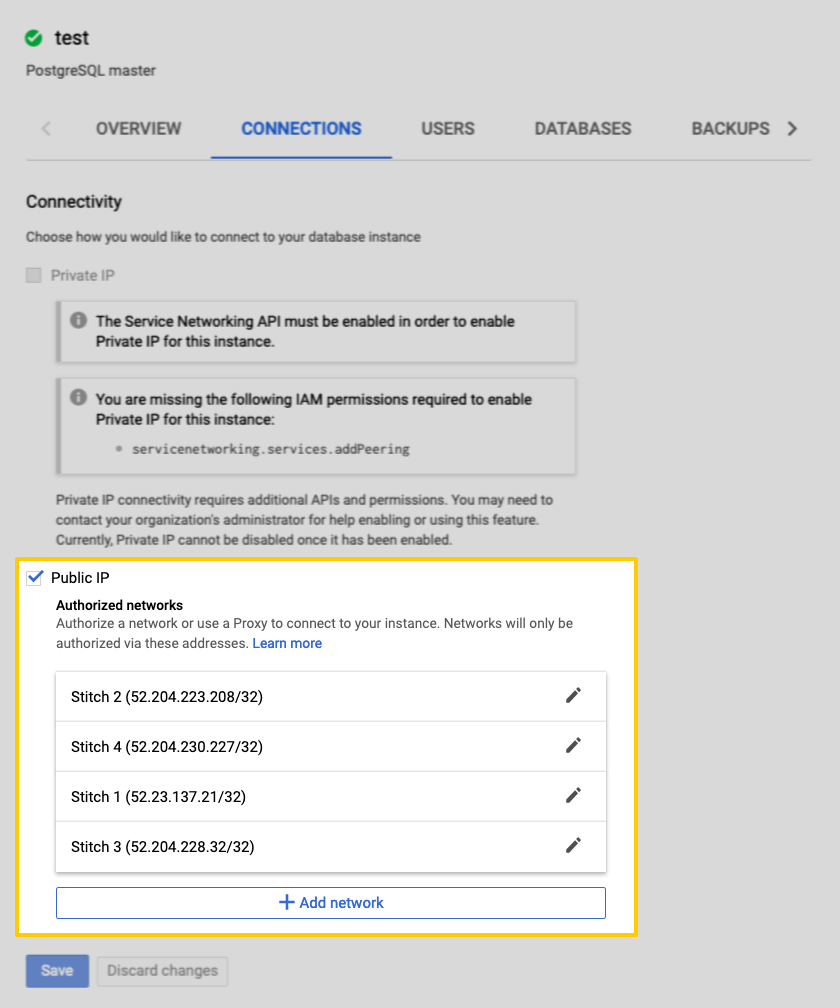 test
PostgreSQL master
OVERVIEW CONNECTIONS USERS DATABASES BACKUPS
Connectivity
Choose how you would like to connect to your database instance
Private IP
The Service Networking API must be enabled in order to enable
Private IP for this instance.
You are missing the following IAM permissions required to enable
Private IP for this instance:
• servicenetworking.services.addPeering
Private IP connectivity requires additional APIs and permissions. You may need to
contact your organization's administrator for help enabling or using this feature.
Currently, Private IP cannot be disabled once it has been enabled.
Public IP
Authorized networks
Authorize a network or use a Proxy to connect to your instance. Networks will only be
authorized via these addresses. Learn more
Stitch 2 (52.204.223.208/32)
Stitch 4 (52.204.230.227/32)
Stitch 1 (52.23.137.21/32)
Stitch 3 (52.204.228.32/32)
+ Add network
Save Discard changes